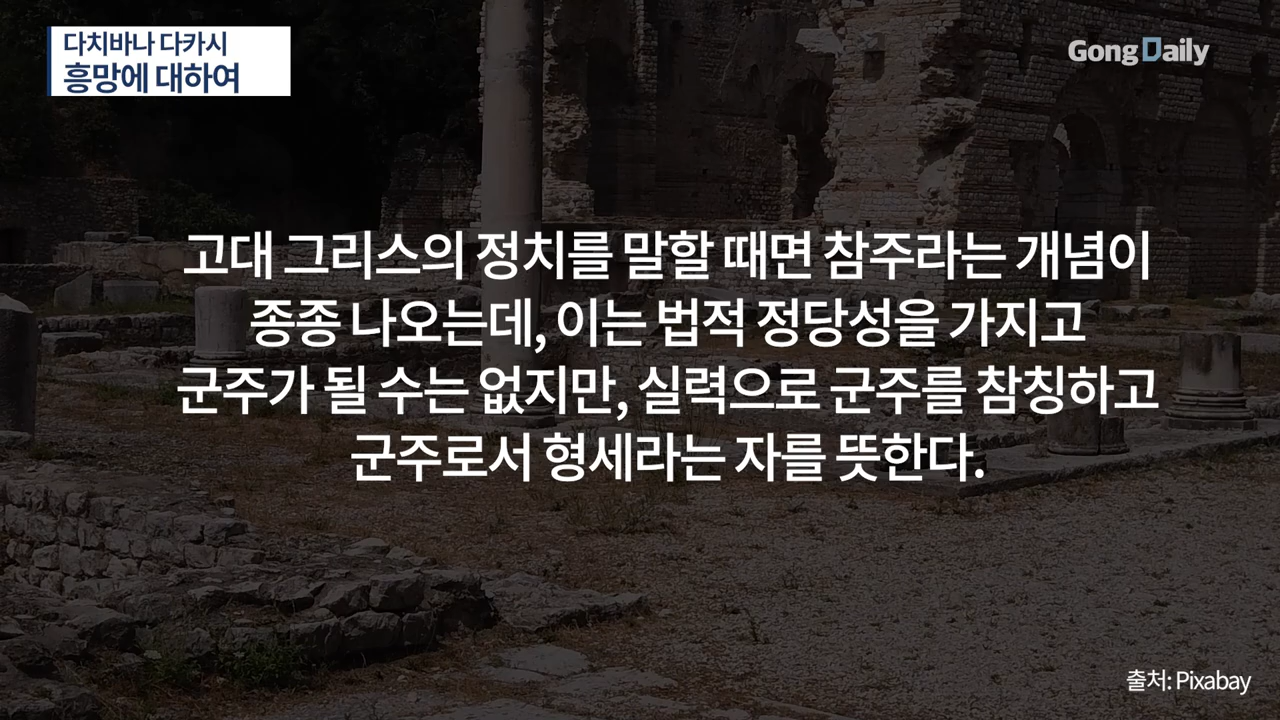 다치바나 다카시
흥망에 대하여
Gong Daily
고대 그리스의 정치를 말할 때면 참주라는 개념이
종종 나오는데, 이는 법적 정당성을 가지고
군주가 될 수는 없지만, 실력으로 군주를 참칭하고
군주로서 형세라는 자를 뜻한다.
출처: Pixabay